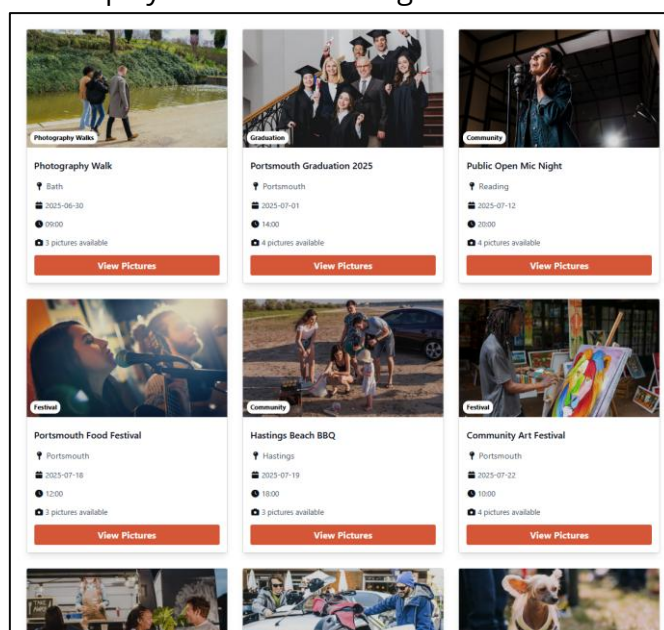 Photography Walks
Graduation
Community
Photography Walk
Portsmouth Graduation 2025
Public Open Mic Night
Bath
Portsmouth
Reading
2025-06-30
2025-07-01
2025-07-12
09:00
14:00
20:00
3 pictures available
4 pictures available
4 pictures available
View Pictures
View Pictures
View Pictures
Festival
Community
Festival
Portsmouth Food Festival
Hastings Beach BBQ
Community Art Festival
Portsmouth
Hastings
Portsmouth
2025-07-18
2025-07-19
2025-07-22
12:00
18:00
10:00
3 pictures available
3 pictures available
4 pictures available
View Pictures
View Pictures
View Pictures